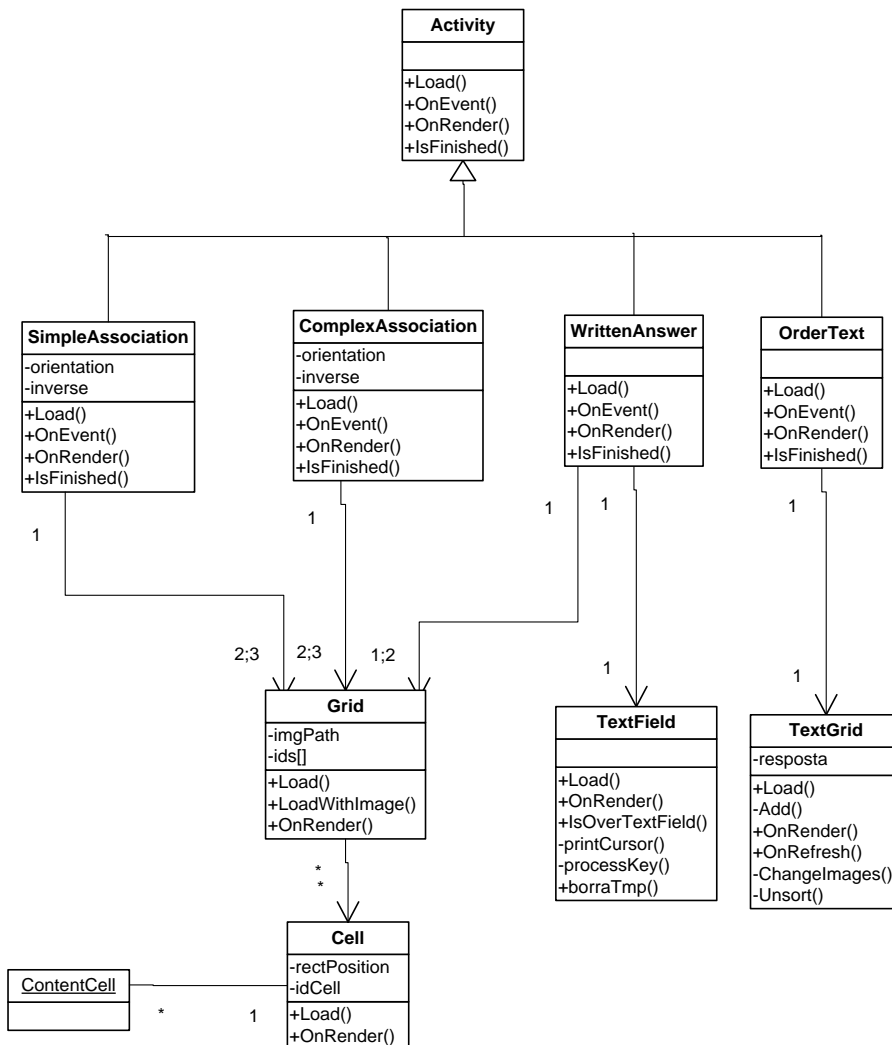 Activity
+Load()
+OnEvent()
+OnRender()
+IsFinished()
SimpleAssociation
-orientation
-inverse
+Load()
+OnEvent()
+OnRender()
+IsFinished()
ComplexAssociation
-orientation
-inverse
+Load()
+OnEvent()
+OnRender()
+IsFinished()
WrittenAnswer
+Load()
+OnEvent()
+OnRender()
+IsFinished()
OrderText
+Load()
+OnEvent()
+OnRender()
+IsFinished()
1
1
1
1
1
2;3
2;3
1;2
1
1
Grid
-imgPath
-ids[]
+Load()
+LoadWithImage()
+OnRender()
TextField
+Load()
+OnRender()
+IsOverTextField()
-printCursor()
-processKey()
+borraTmp()
TextGrid
-resposta
+Load()
-Add()
+OnRender()
+OnRefresh()
-ChangeImages()
-Unsort()
*
*
Cell
-rectPosition
-idCell
+Load()
+OnRender()
ContentCell
*
1